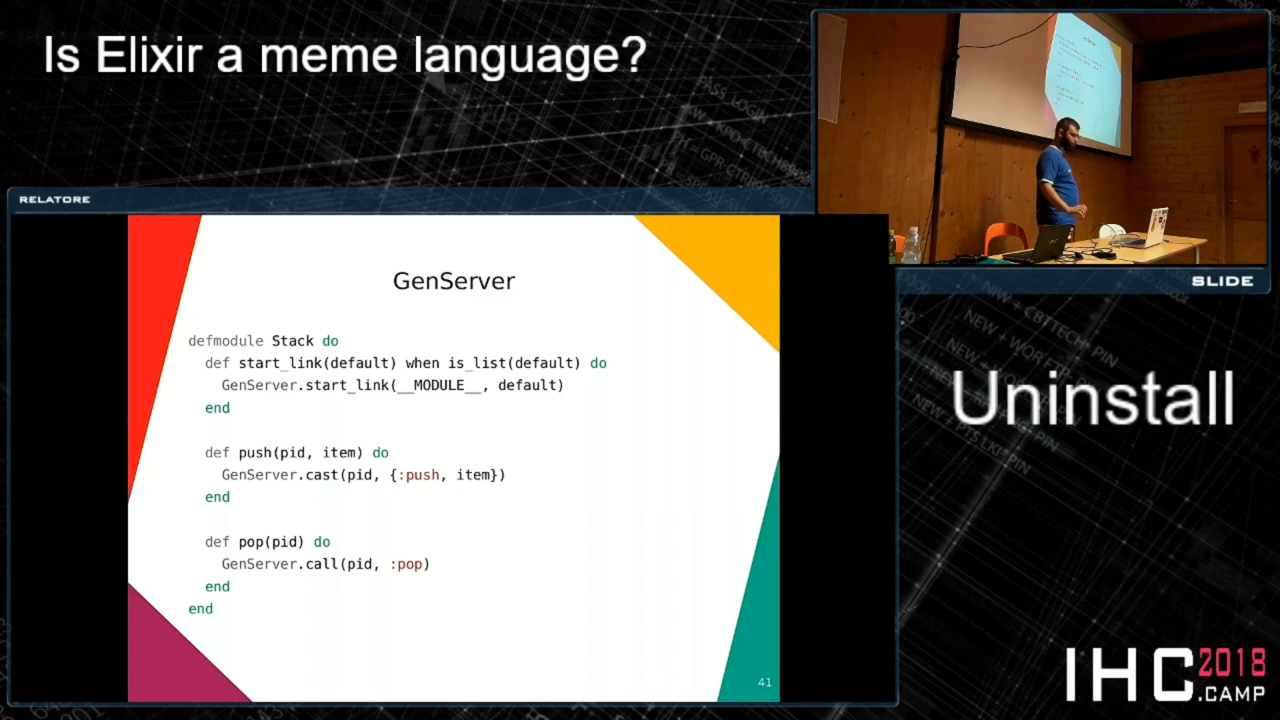 Is Elixir a meme language?
RELATORE
GenServer
defmodule Stack do
  def start_link(default) when is_list(default) do
    GenServer.start_link(__MODULE__, default)
  end

  def push(pid, item) do
    GenServer.cast(pid, {:push, item})
  end

  def pop(pid) do
    GenServer.call(pid, :pop)
  end
end
41
SLIDE
Uninstall
IHC 2018
.CAMP